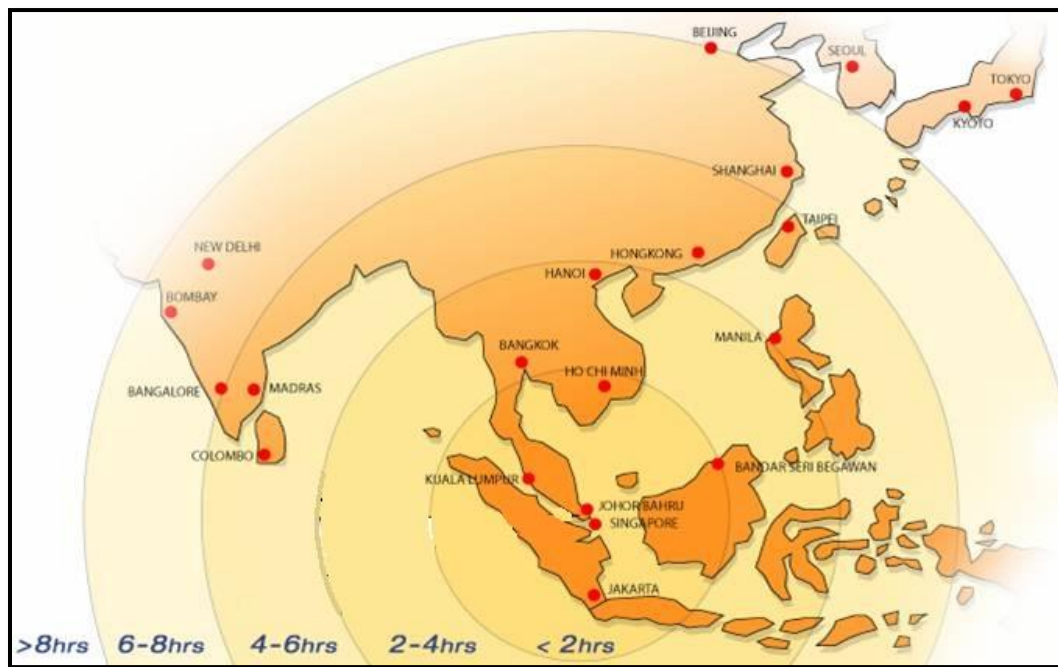 BEIJING
SEOUL
TOKYO
KYOTO
SHANGHAI
TAIPEI
NEW DELHI
HONGKONG
HANOI
BOMBAY
MANILA
BANGKOK
HO CHI MINH
BANGALORE
MADRAS
COLOMBO
BANDAR SERI BEGAWAN
KUALA LUMPUR
JOHOR BAHRU
SINGAPORE
JAKARTA
>8hrs 6-8hrs 4-6hrs 2-4hrs < 2hrs